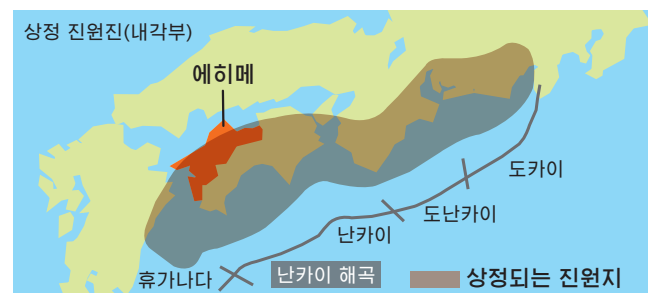 상정 진원진(내각부)
에히메
도카이
도난카이
난카이
휴가나다
난카이 해곡
상정되는 진원지